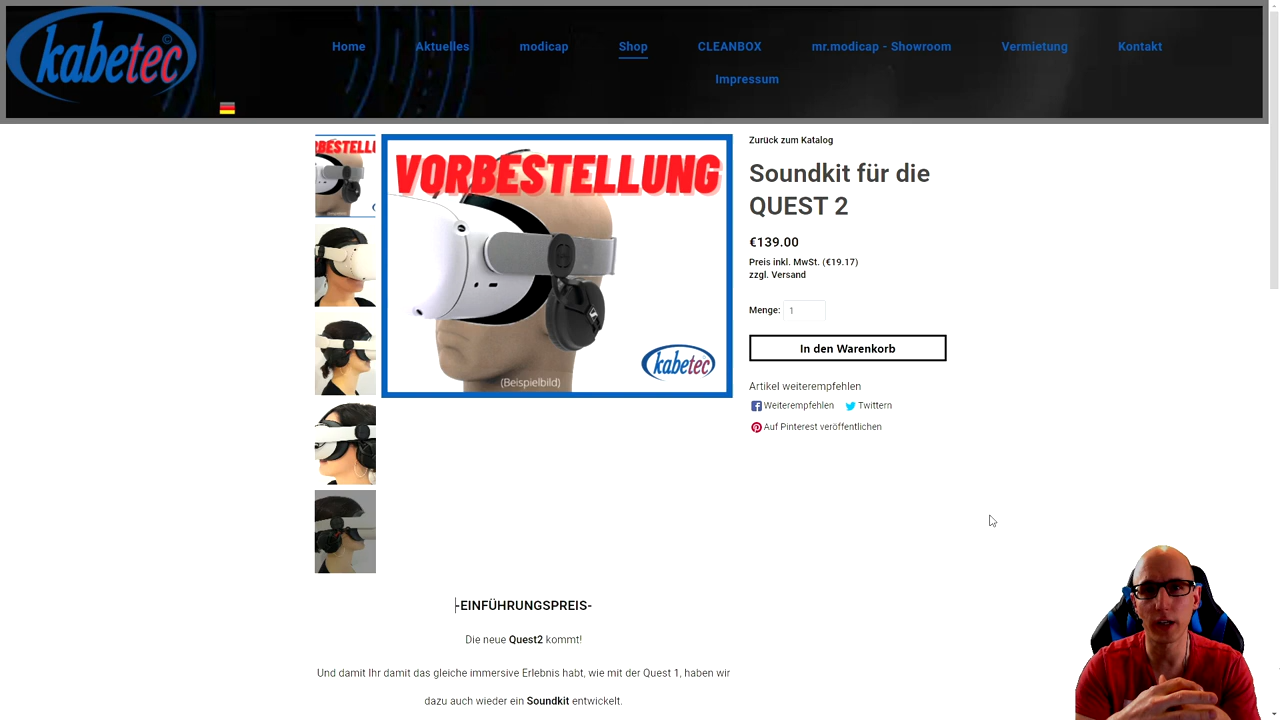 kabetec©
Home
Aktuelles
modicap
Shop
CLEANBOX
mr.modicap - Showroom
Vermietung
Kontakt
Impressum
VORBESTELLUNG
kabetec
(Beispielbild)
Zurück zum Katalog
Soundkit für die
QUEST 2
€139.00
Preis inkl. MwSt. (€19.17)
zzgl. Versand
Menge: 1
In den Warenkorb
Artikel weiterempfehlen
Weiterempfehlen
Twittern
Auf Pinterest veröffentlichen
-EINFÜHRUNGSPREIS-
Die neue Quest2 kommt!
Und damit Ihr damit das gleiche immersive Erlebnis habt, wie mit der Quest 1, haben wir
dazu auch wieder ein Soundkit entwickelt.